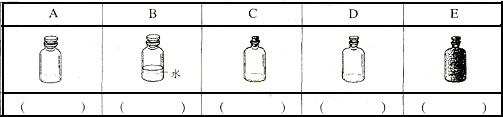 A B C D E
水
( ) ( ) ( ) ( ) ( )